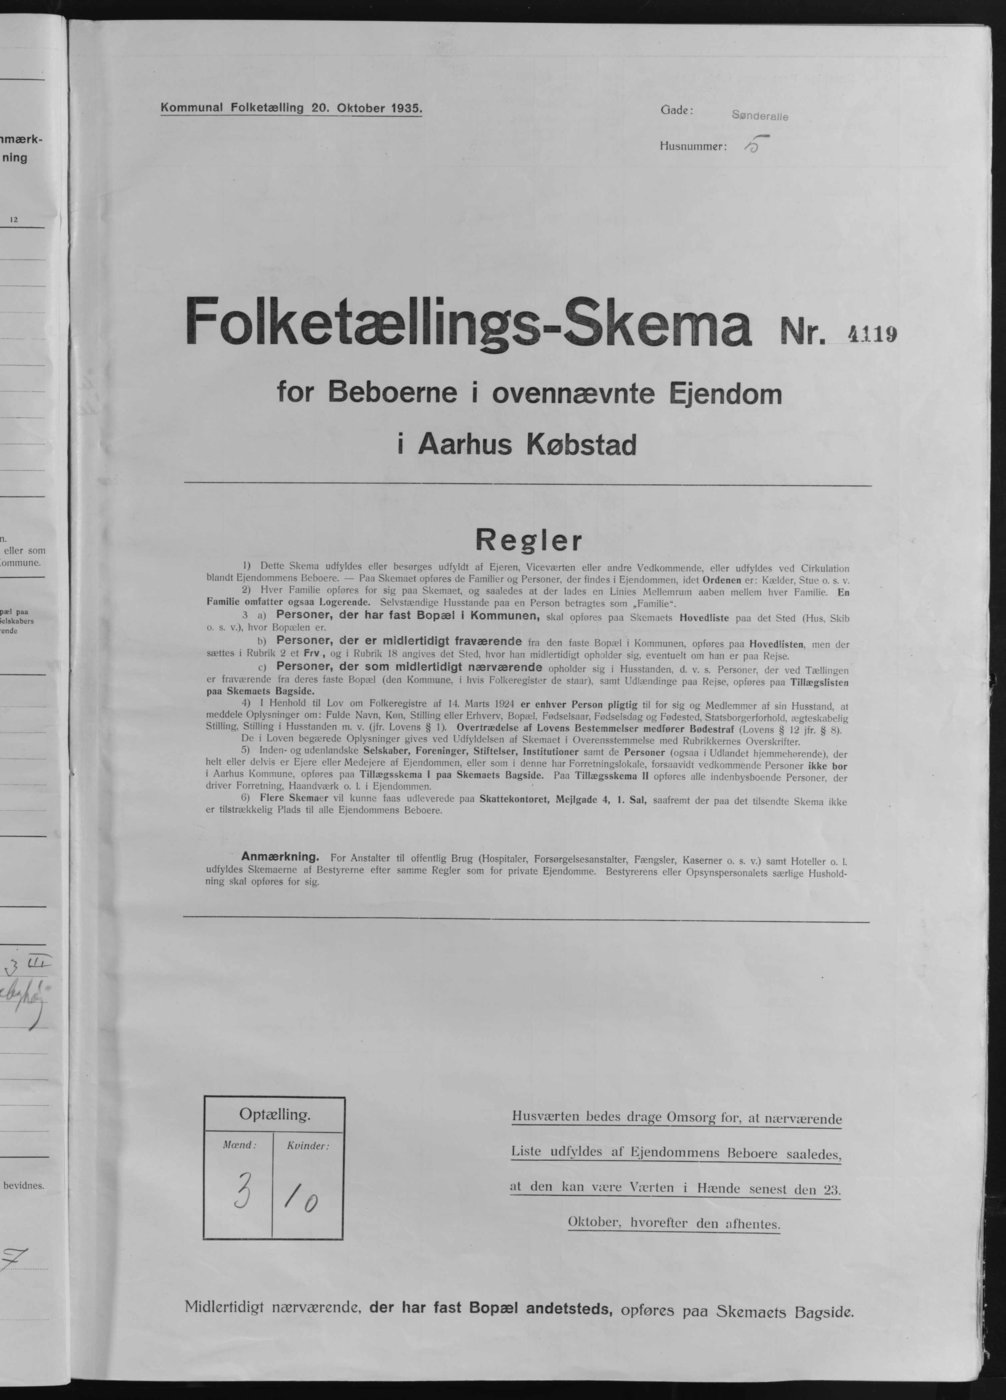 nmærk-
ning
12
n.
eller som
ommune.
pæl paa
Selskabers
rende
3 III
bevidnes.
7
Kommunal Folketælling 20. Oktober 1935.
Gade: Sønderalle
Husnummer: 5
Folketællings-Skema Nr. 4119
for Beboerne i ovennævnte Ejendom
i Aarhus Købstad
Regler
1) Dette Skema udfyldes eller besørges udfyldt af Ejeren, Viceværten eller andre Vedkommende, eller udfyldes ved Cirkulation
blandt Ejendommens Beboere. — Paa Skemaet opføres de Familier og Personer, der findes i Ejendommen, idet Ordenen er: Kælder, Stue o. s. v.
2) Hver Familie opføres for sig paa Skemaet, og saaledes at der lades en Linies Mellemrum aaben mellem hver Familie. En
Familie omfatter ogsaa Logerende. Selvstændige Husstande paa en Person betragtes som „Familie“.
3 a) Personer, der har fast Bopæl i Kommunen, skal opføres paa Skemaets Hovedliste paa det Sted (Hus, Skib
o. s. v.), hvor Bopælen er.
b) Personer, der er midlertidigt fraværende fra den faste Bopæl i Kommunen, opføres paa Hovedlisten, men der
sættes i Rubrik 2 et Frv, og i Rubrik 18 angives det Sted, hvor han midlertidigt opholder sig, eventuelt om han er paa Rejse.
c) Personer, der som midlertidigt nærværende opholder sig i Husstanden, d. v. s. Personer, der ved Tællingen
er fraværende fra deres faste Bopæl (den Kommune, i hvis Folkeregister de staar), samt Udlændinge paa Rejse, opføres paa Tillægslisten
paa Skemaets Bagside.
4) I Henhold til Lov om Folkeregistre af 14. Marts 1924 er enhver Person pligtig til for sig og Medlemmer af sin Husstand, at
meddele Oplysninger om: Fulde Navn, Køn, Stilling eller Erhverv, Bopæl, Fødselsaar, Fødselsdag og Fødested, Statsborgerforhold, ægteskabelig
Stilling, Stilling i Husstanden m. v. (jfr. Lovens § 1). Overtrædelse af Lovens Bestemmelser medfører Bødestraf (Lovens § 12 jfr. § 8).
De i Loven begærede Oplysninger gives ved Udfyldelsen af Skemaet i Overensstemmelse med Rubrikkernes Overskrifter.
5) Inden- og udenlandske Selskaber, Foreninger, Stiftelser, Institutioner samt de Personer (ogsaa i Udlandet hjemmehørende), der
helt eller delvis er Ejere eller Medejere af Ejendommen, eller som i denne har Forretningslokale, forsaavidt vedkommende Personer ikke bor
i Aarhus Kommune, opføres paa Tillægsskema I paa Skemaets Bagside. Paa Tillægsskema II opføres alle indenbysboende Personer, der
driver Forretning, Haandværk o. l. i Ejendommen.
6) Flere Skemaer vil kunne faas udleverede paa Skattekontoret, Mejlgade 4, 1. Sal, saafremt der paa det tilsendte Skema ikke
er tilstrækkelig Plads til alle Ejendommens Beboere.
Anmærkning. For Anstalter til offentlig Brug (Hospitaler, Forsørgelsesanstalter, Fængsler, Kaserner o. s. v.) samt Hoteller o. l.
udfyldes Skemaerne af Bestyrerne efter samme Regler som for private Ejendomme. Bestyrerens eller Opsynspersonalets særlige Hushold-
ning skal opføres for sig.
Optælling.
Mænd: Kvinder:
3 10
Husværten bedes drage Omsorg for, at nærværende
Liste udfyldes af Ejendommens Beboere saaledes,
at den kan være Værten i Hænde senest den 23.
Oktober, hvorefter den afhentes.
Midlertidigt nærværende, der har fast Bopæl andetsteds, opføres paa Skemaets Bagside.